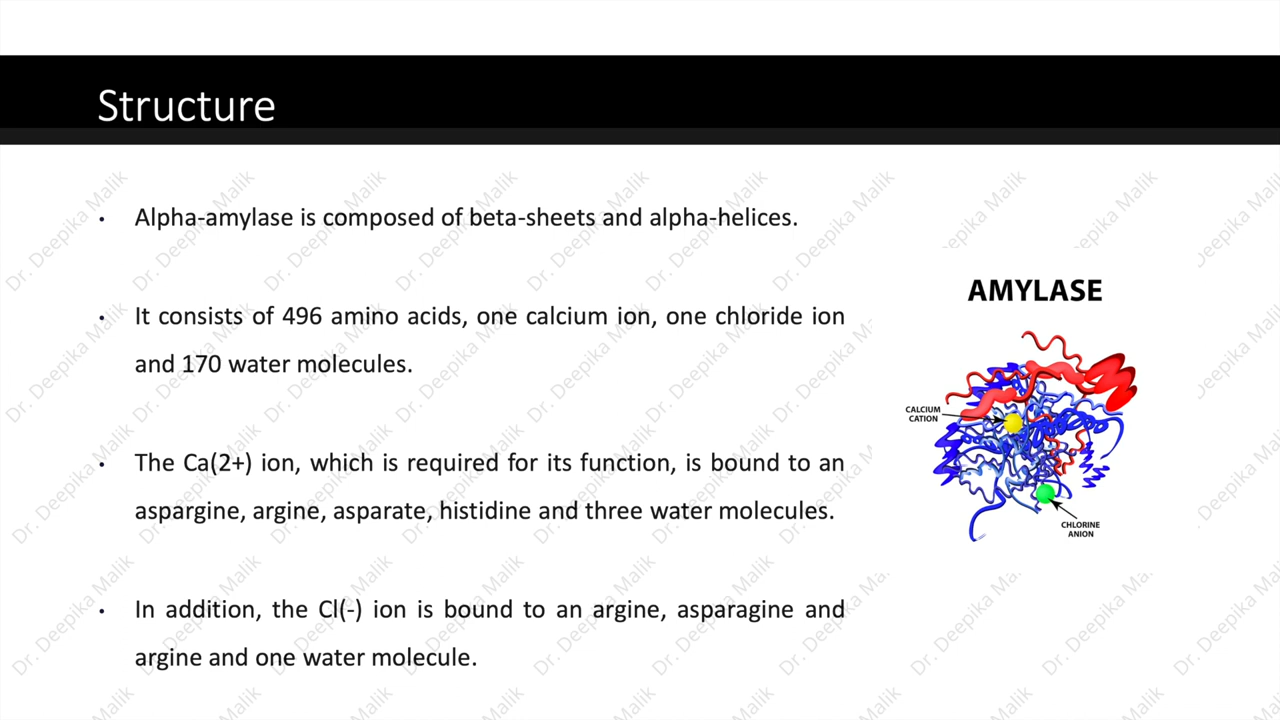 Structure
• Alpha-amylase is composed of beta-sheets and alpha-helices.
• It consists of 496 amino acids, one calcium ion, one chloride ion
and 170 water molecules.
• The Ca(2+) ion, which is required for its function, is bound to an
aspargine, argine, asparate, histidine and three water molecules.
• In addition, the Cl(-) ion is bound to an argine, asparagine and
argine and one water molecule.
AMYLASE
CALCIUM
CATION
CHLORINE
ANION
Dr. Deepika Malik